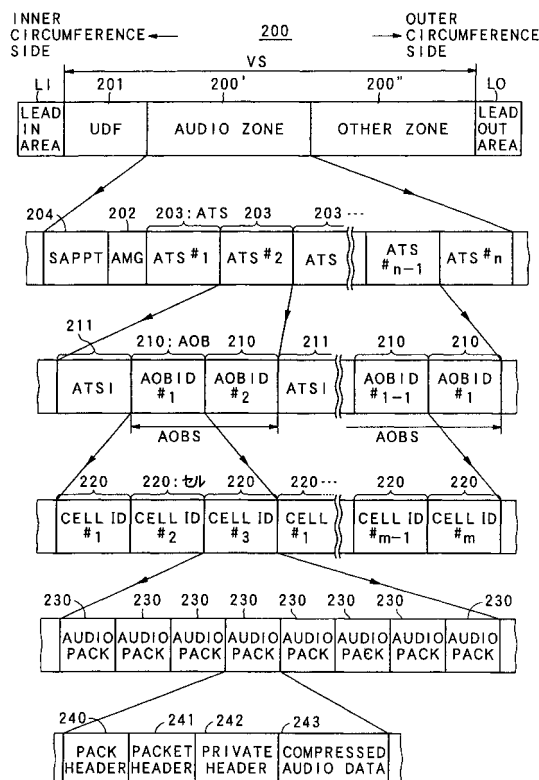 INNER CIRCUMFERENCE SIDE
200
OUTER CIRCUMFERENCE SIDE
VS
LI 201 200' 200" LO
LEAD IN AREA UDF AUDIO ZONE OTHER ZONE LEAD OUT AREA
204 202 203:ATS 203 203...
SAPPT AMG ATS #1 ATS #2 ATS ATS #n-1 ATS #n
211 210:AOB 210 211 210 210
ATSI AOBID #1 AOBID #2 ATSI AOBID #1-1 AOBID #1
AOBS AOBS
220 220:セル 220 220... 220 220
CELL ID #1 CELL ID #2 CELL ID #3 CELL #1 CELL ID #m-1 CELL ID #m
230 230 230 230 230 230 230 230
AUDIO PACK AUDIO PACK AUDIO PACK AUDIO PACK AUDIO PACK AUDIO PACK AUDIO PACK AUDIO PACK
240 241 242 243
PACK HEADER PACKET HEADER PRIVATE HEADER COMPRESSED AUDIO DATA